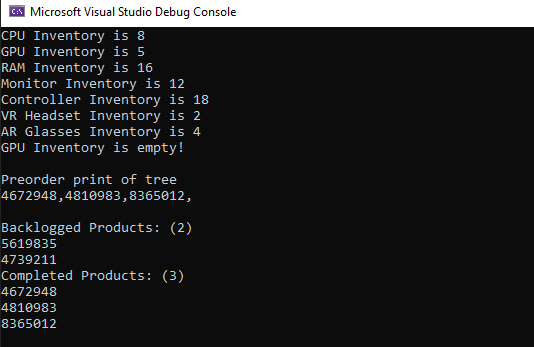 Microsoft Visual Studio Debug Console
CPU Inventory is 8
GPU Inventory is 5
RAM Inventory is 16
Monitor Inventory is 12
Controller Inventory is 18
VR Headset Inventory is 2
AR Glasses Inventory is 4
GPU Inventory is empty!
Preorder print of tree
4672948,4810983,8365012,
Backlogged Products: (2)
5619835
4739211
Completed Products: (3)
4672948
4810983
8365012